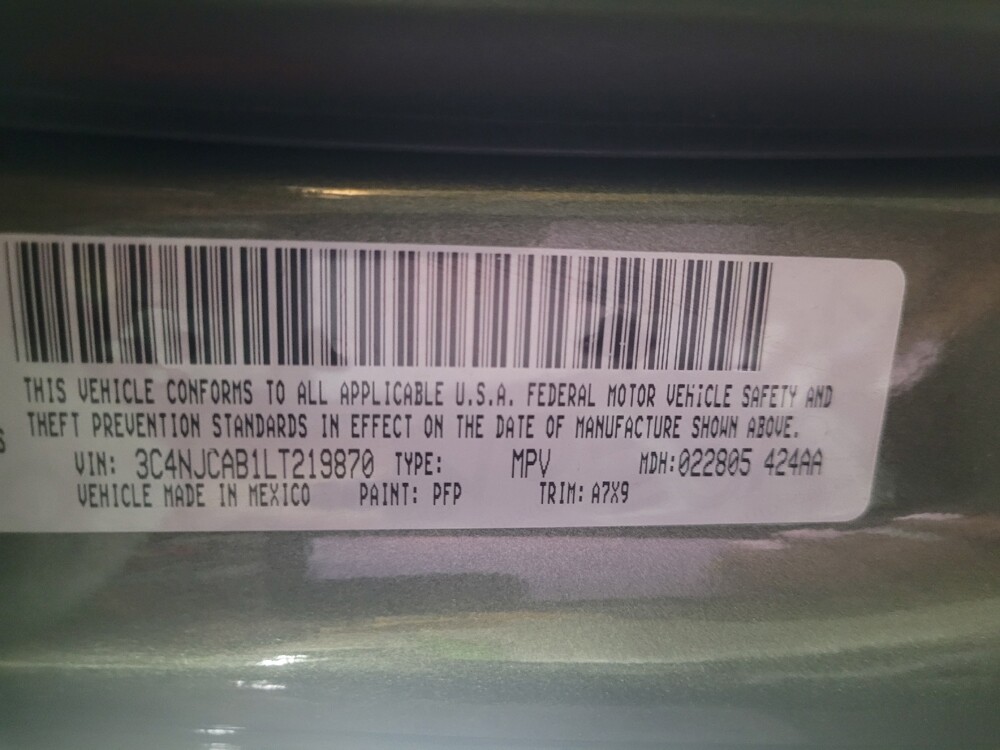 THIS VEHICLE CONFORMS TO ALL APPLICABLE U.S.A. FEDERAL MOTOR VEHICLE SAFETY AND
THEFT PREVENTION STANDARDS IN EFFECT ON THE DATE OF MANUFACTURE SHOWN ABOVE.
VIN: 3C4NJCAB1LT219870 TYPE: MPV MDH:022805 424AA
VEHICLE MADE IN MEXICO PAINT: PFP TRIM: A7X9